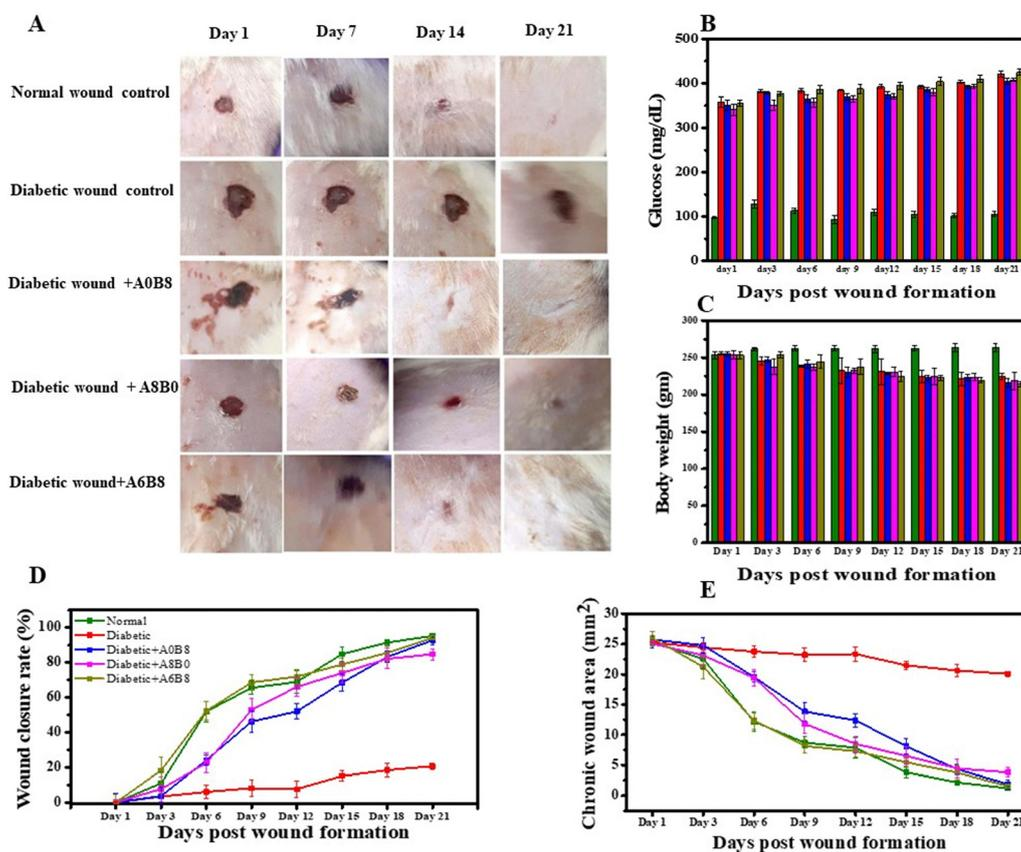 A
Day 1 Day 7 Day 14 Day 21
Normal wound control
Diabetic wound control
Diabetic wound +A0B8
Diabetic wound + A8B0
Diabetic wound+A6B8
B
500
400
300
200
100
0
Glucose (mg/dL)
day1 day3 day6 day 9 day12 day 15 day 18 day21
Days post wound formation
C
300
250
200
150
100
50
0
Body weight (gm)
Day 1 Day 3 Day 6 Day 9 Day 12 Day 15 Day 18 Day 21
Days post wound formation
D
100
80
60
40
20
0
Wound closure rate (%)
Normal
Diabetic
Diabetic+A0B8
Diabetic+A8B0
Diabetic+A6B8
Day 1 Day 3 Day 6 Day 9 Day 12 Day 15 Day 18 Day 21
Days post wound formation
E
30
25
20
15
10
5
0
Chronic wound area (mm²)
Day 1 Day 3 Day 6 Day 9 Day 12 Day 15 Day 18 Day 21
Days post wound formation